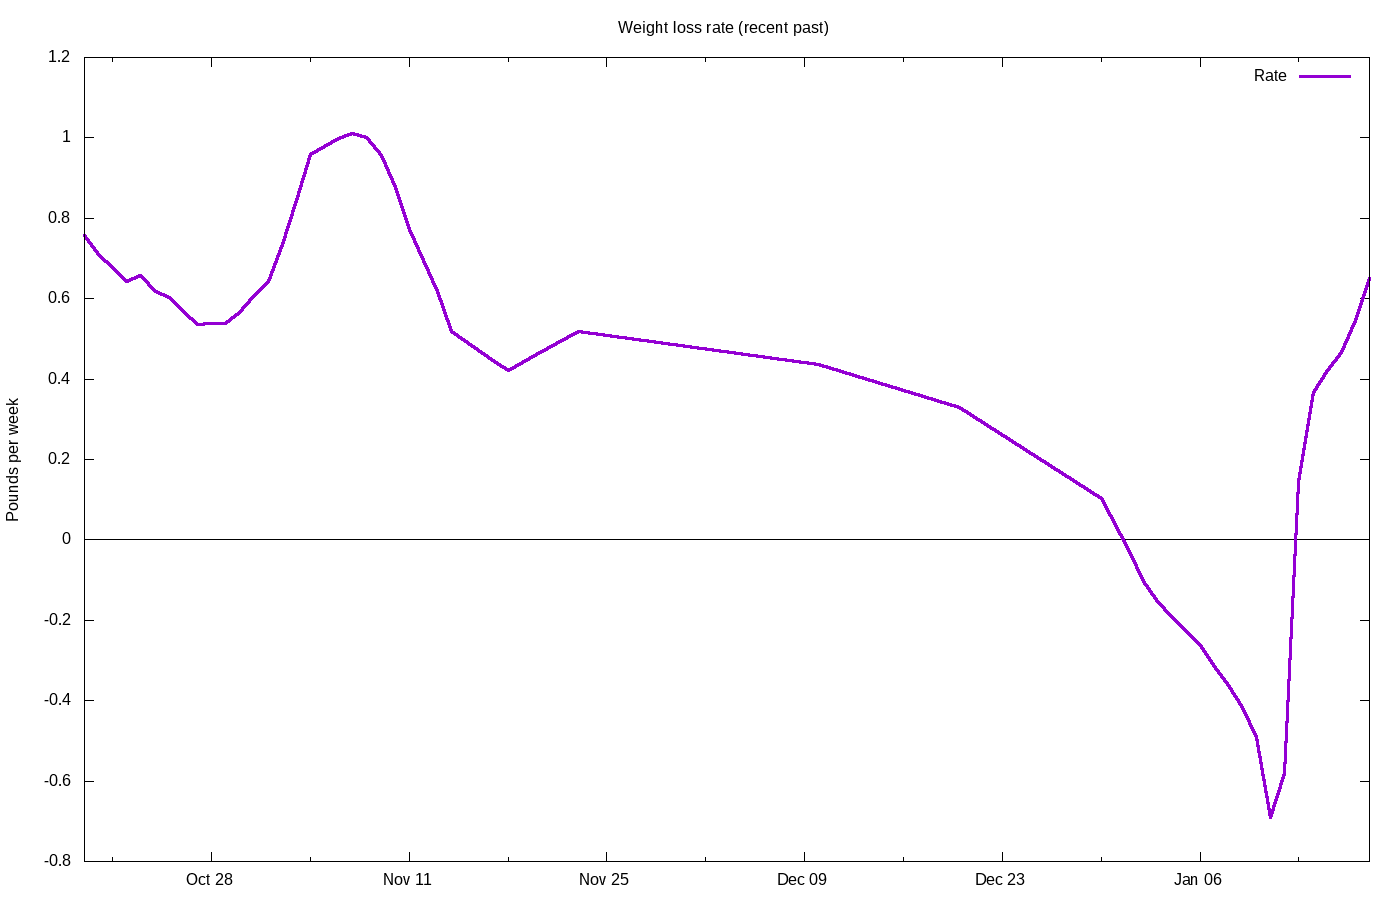 Weight loss rate (recent past)
Rate
Pounds per week
1.2
1
0.8
0.6
0.4
0.2
0
-0.2
-0.4
-0.6
-0.8
Oct 28
Nov 11
Nov 25
Dec 09
Dec 23
Jan 06